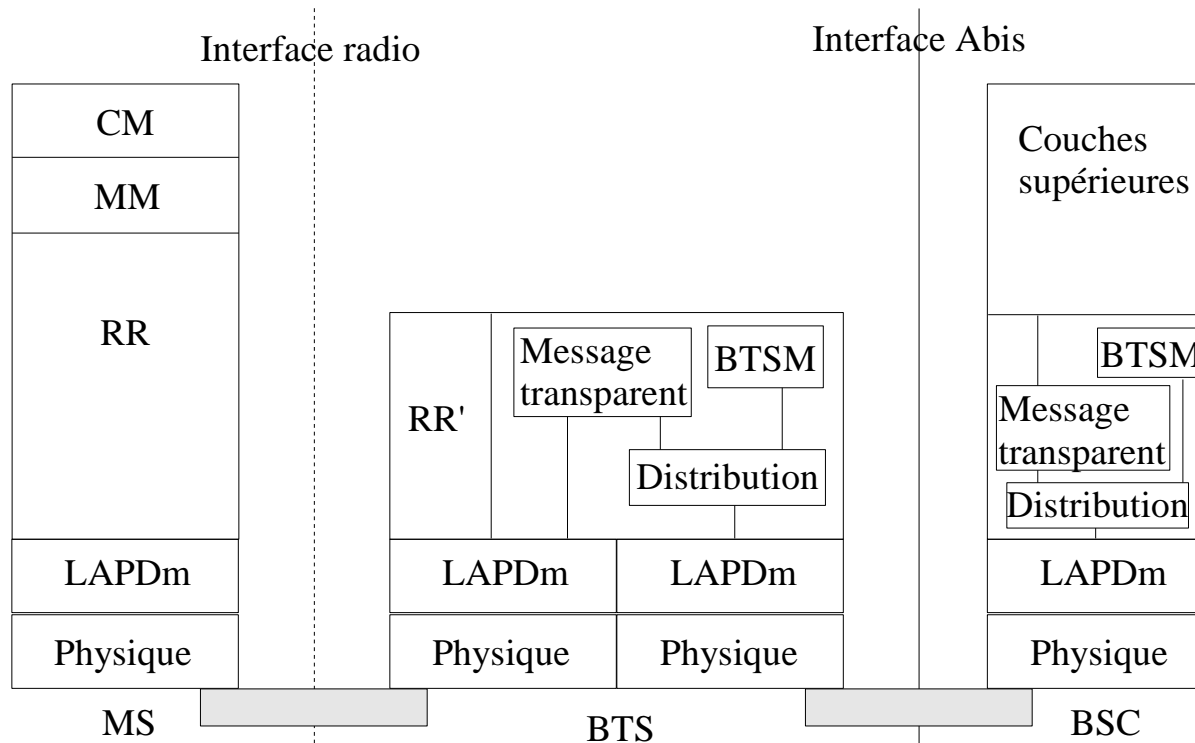 Interface radio
Interface Abis
CM
MM
RR
LAPDm
Physique
MS
RR'
Message
transparent
BTSM
Distribution
LAPDm
LAPDm
Physique
Physique
BTS
Couches
supérieures
BTSM
Message
transparent
Distribution
LAPDm
Physique
BSC